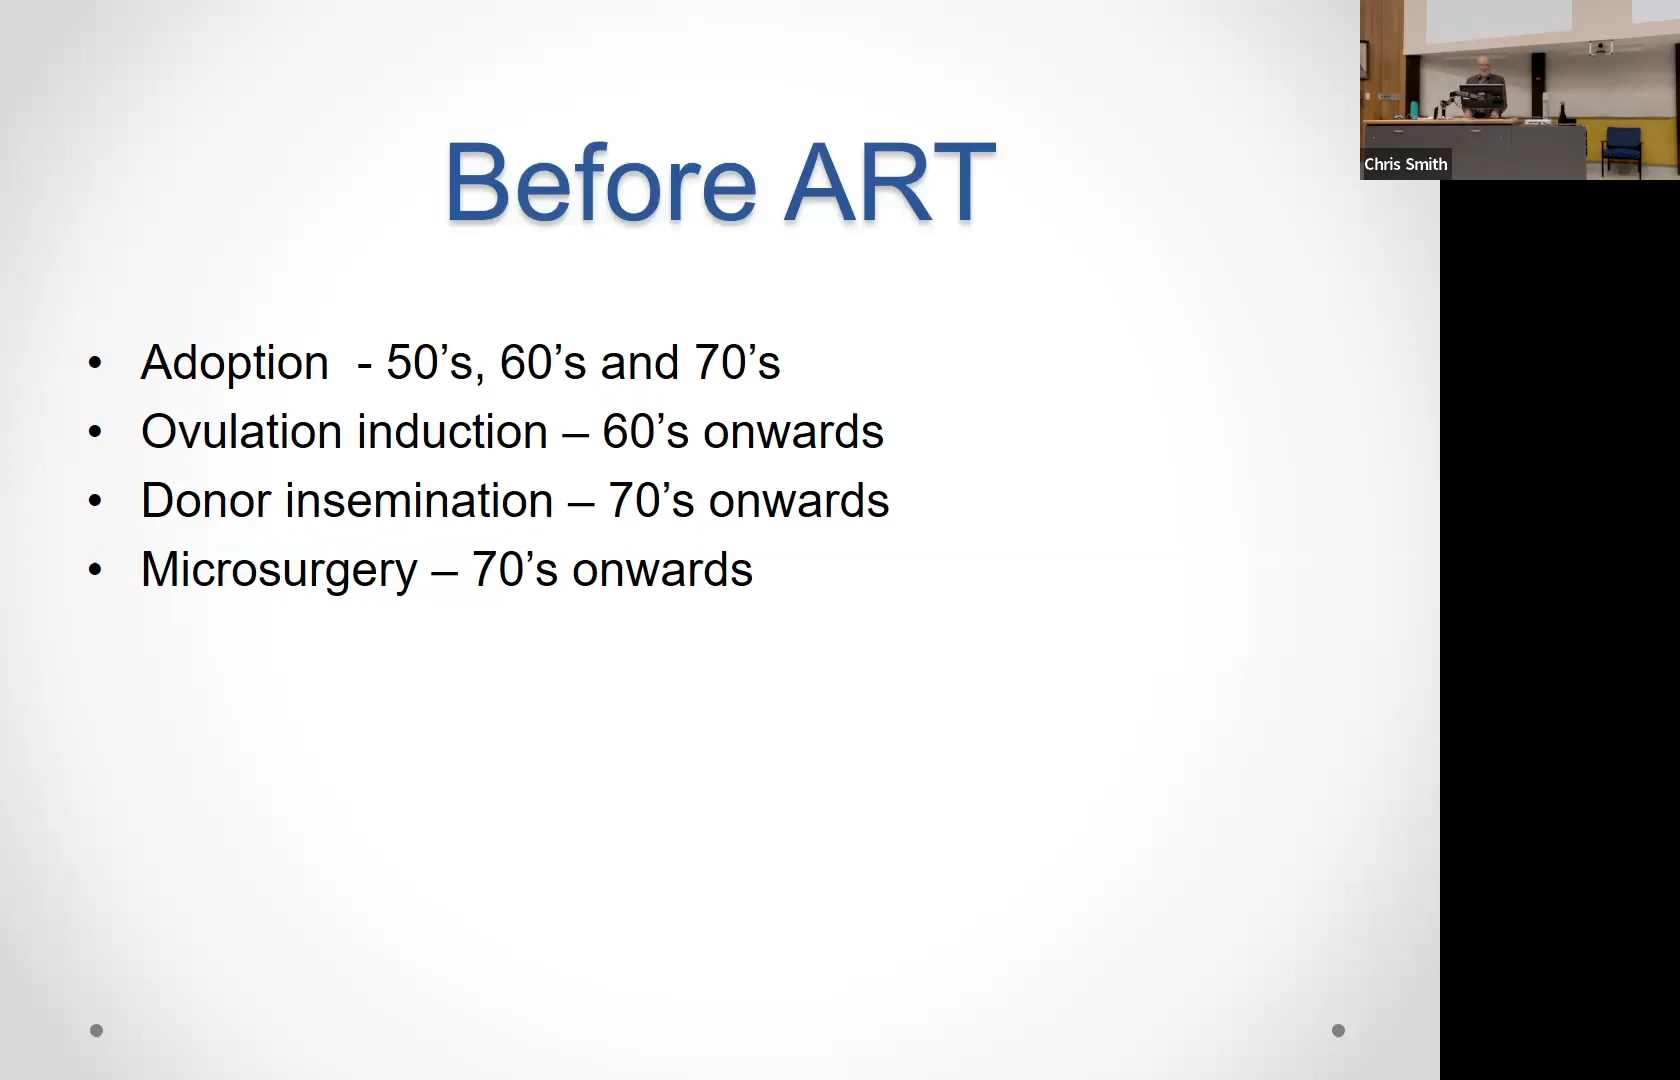 Before ART
• Adoption  - 50’s, 60’s and 70’s
• Ovulation induction – 60’s onwards
• Donor insemination – 70’s onwards
• Microsurgery – 70’s onwards
Chris Smith